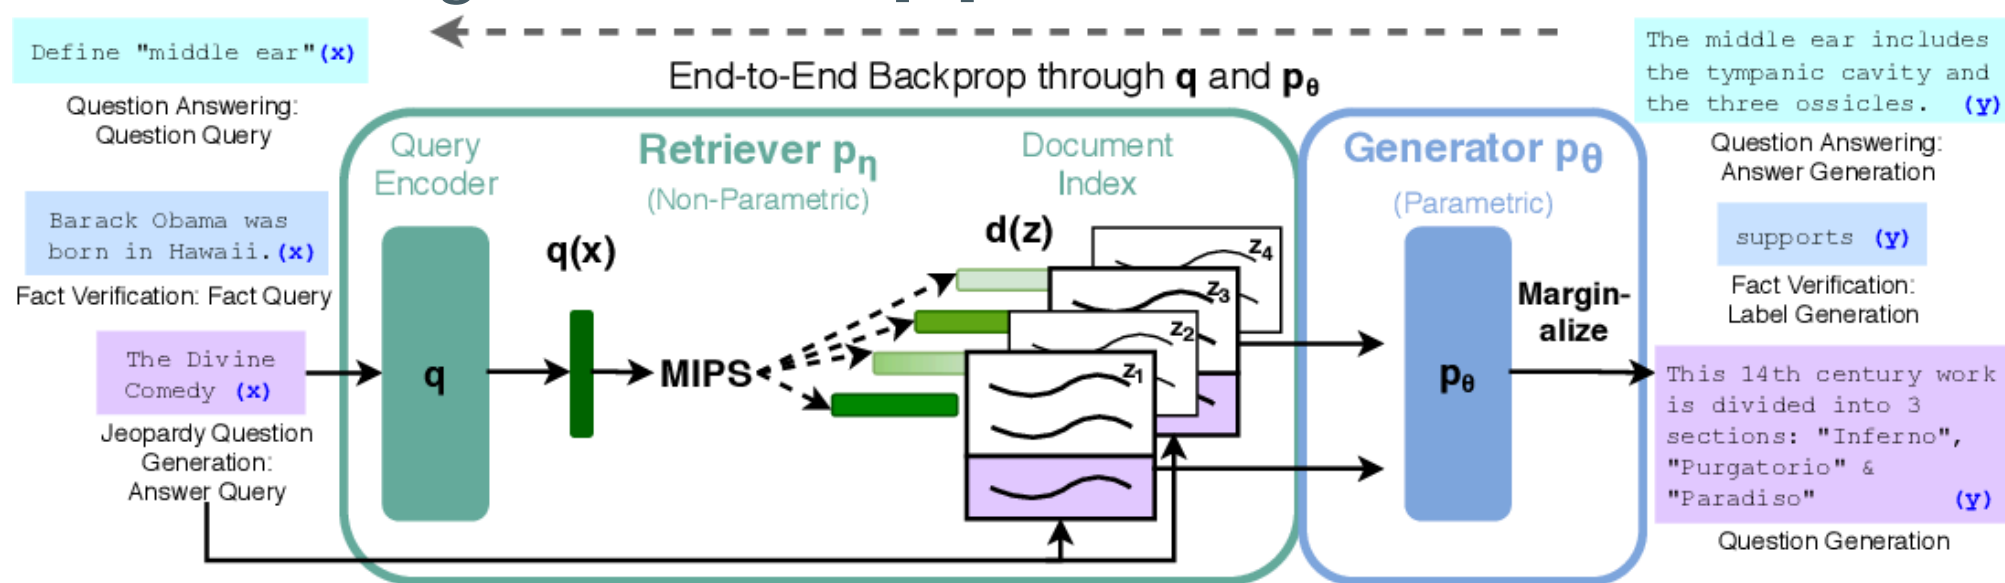 Define "middle ear"(x)
Question Answering:
Question Query
Barack Obama was
born in Hawaii.(x)
Fact Verification: Fact Query
The Divine
Comedy (x)
Jeopardy Question
Generation:
Answer Query
End-to-End Backprop through q and pθ
Query
Encoder
q
q(x)
Retriever pη
(Non-Parametric)
MIPS
Document
Index
d(z)
z4
z3
z2
z1
Generator pθ
(Parametric)
pθ
Margin-
alize
The middle ear includes
the tympanic cavity and
the three ossicles. (y)
Question Answering:
Answer Generation
supports (y)
Fact Verification:
Label Generation
This 14th century work
is divided into 3
sections: "Inferno",
"Purgatorio" &
"Paradiso" (y)
Question Generation